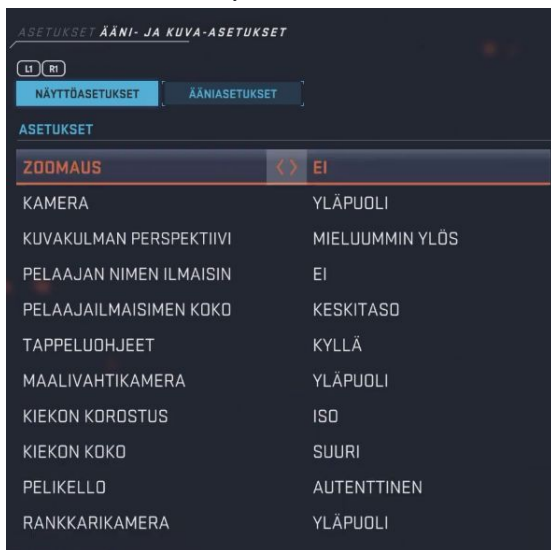 ASETUKSET ÄÄNI- JA KUVA-ASETUKSET
L1 R1
NÄYTTÖASETUKSET ÄÄNIASETUKSET
ASETUKSET
ZOOMAUS < > EI
KAMERA YLÄPUOLI
KUVAKULMAN PERSPEKTIIVI MIELUUMMIN YLÖS
PELAAJAN NIMEN ILMAISIN EI
PELAAJAILMAISIMEN KOKO KESKITASO
TAPPELUOHJEET KYLLÄ
MAALIVAHTIKAMERA YLÄPUOLI
KIEKON KOROSTUS ISO
KIEKON KOKO SUURI
PELIKELLO AUTENTTINEN
RANKKARIKAMERA YLÄPUOLI